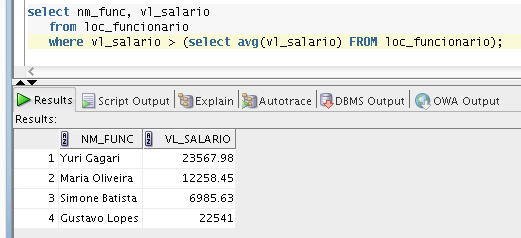 select nm_func, vl_salario
from loc_funcionario
where vl_salario > (select avg(vl_salario) FROM loc_funcionario);
Results Script Output Explain Autotrace DBMS Output OWA Output
Results:
NM_FUNC VL_SALARIO
1 Yuri Gagari 23567.98
2 Maria Oliveira 12258.45
3 Simone Batista 6985.63
4 Gustavo Lopes 22541